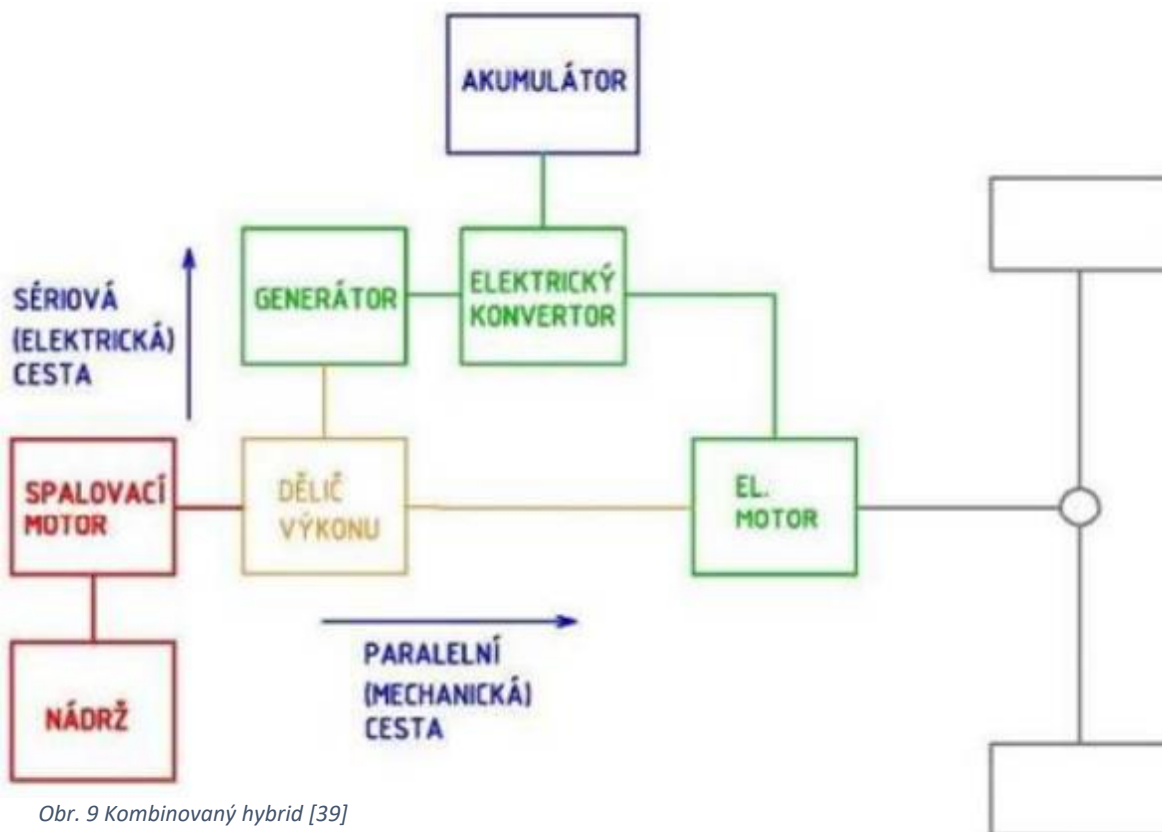 AKUMULÁTOR
GENERÁTOR
ELEKTRICKÝ
KONVERTOR
SÉRIOVÁ
(ELEKTRICKÁ)
CESTA
SPALOVACÍ
MOTOR
DĚLIČ
VÝKONU
EL.
MOTOR
NÁDRŽ
PARALELNÍ
(MECHANICKÁ)
CESTA
Obr. 9 Kombinovaný hybrid [39]